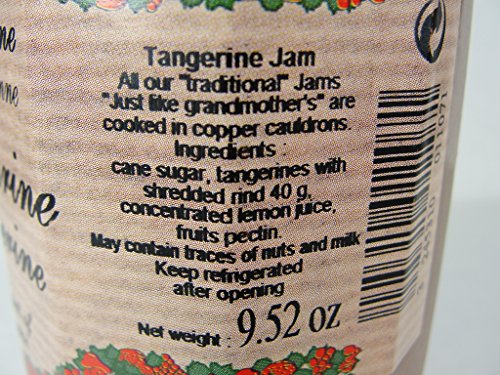 Tangerine Jam
All our "traditional" Jams
"Just like grandmother's" are
cooked in copper cauldrons.
Ingredients :
cane sugar, tangerines with
shredded rind 40 g,
concentrated lemon juice,
fruits pectin.
May contain traces of nuts and milk
Keep refrigerated
after opening
Net weight : 9.52 oz